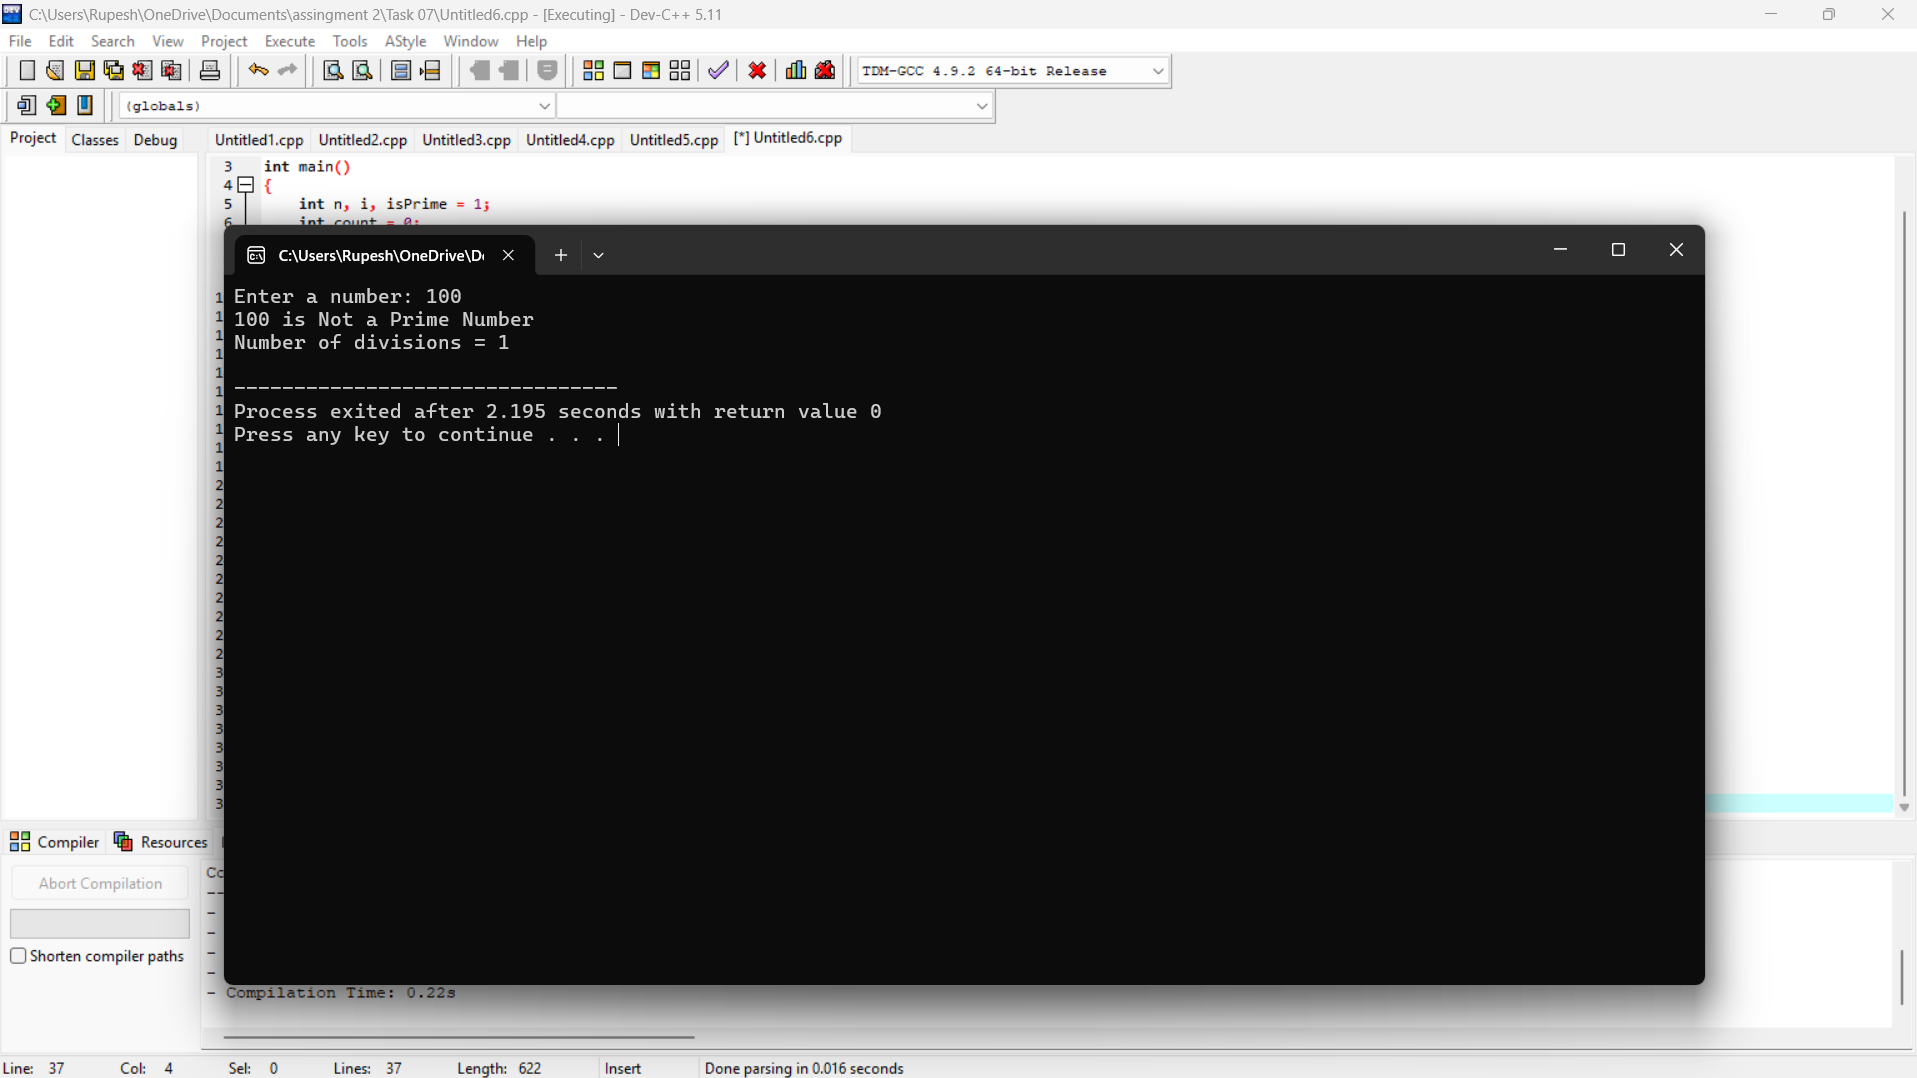 C:\Users\Rupesh\OneDrive\Documents\assingment 2\Task 07\Untitled6.cpp - [Executing] - Dev-C++ 5.11
File Edit Search View Project Execute Tools AStyle Window Help
TDM-GCC 4.9.2 64-bit Release
(globals)
Project Classes Debug Untitled1.cpp Untitled2.cpp Untitled3.cpp Untitled4.cpp Untitled5.cpp [*] Untitled6.cpp
3 int main()
4 {
5 int n, i, isPrime = 1;
6 int count = 0;
C:\Users\Rupesh\OneDrive\Do
Enter a number: 100
100 is Not a Prime Number
Number of divisions = 1
--------------------------------
Process exited after 2.195 seconds with return value 0
Press any key to continue . . .
Compiler Resources
Abort Compilation
Shorten compiler paths
- Compilation Time: 0.22s
Line: 37 Col: 4 Sel: 0 Lines: 37 Length: 622 Insert Done parsing in 0.016 seconds